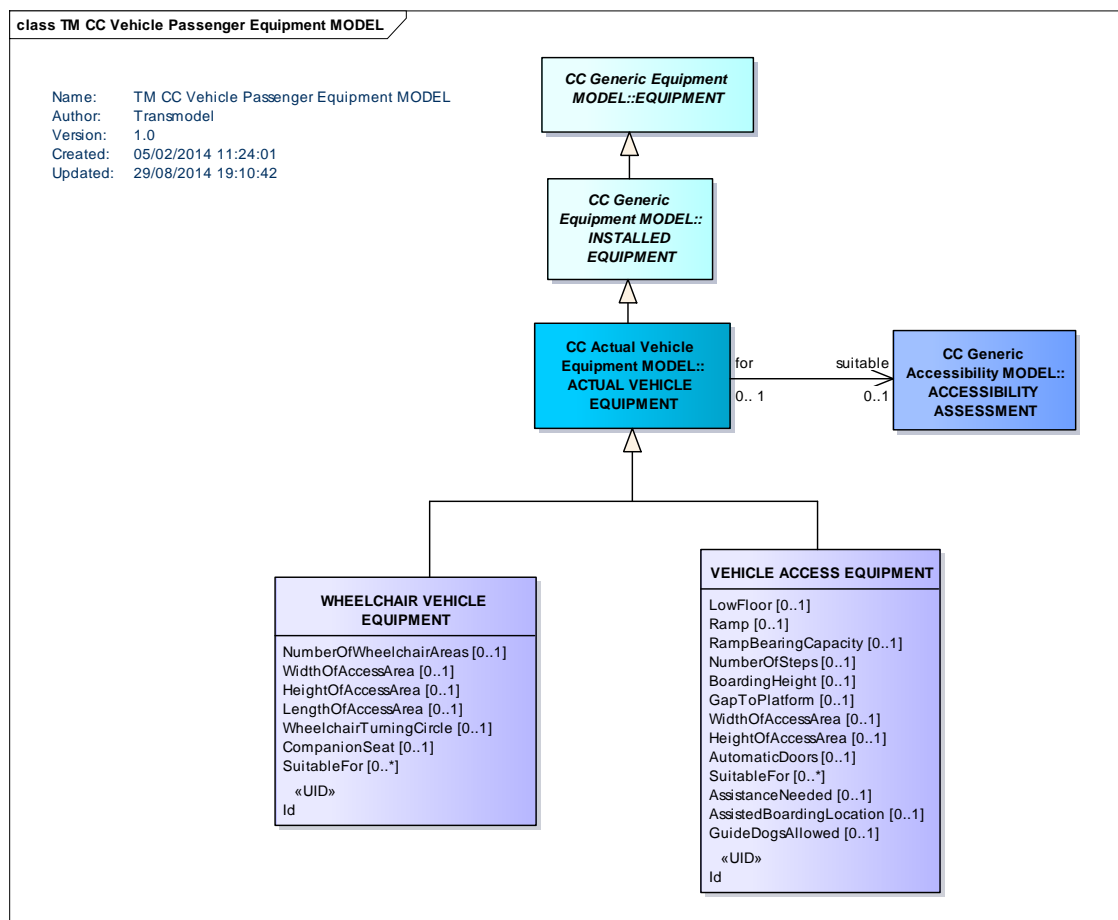 class TM CC Vehicle Passenger Equipment MODEL
Name: TM CC Vehicle Passenger Equipment MODEL
Author: Transmodel
Version: 1.0
Created: 05/02/2014 11:24:01
Updated: 29/08/2014 19:10:42
CC Generic Equipment
MODEL::EQUIPMENT
CC Generic
Equipment MODEL::
INSTALLED
EQUIPMENT
CC Actual Vehicle
Equipment MODEL::
ACTUAL VEHICLE
EQUIPMENT
for
0.. 1
suitable
0..1
CC Generic
Accessibility MODEL::
ACCESSIBILITY
ASSESSMENT
WHEELCHAIR VEHICLE
EQUIPMENT
NumberOfWheelchairAreas [0..1]
WidthOfAccessArea [0..1]
HeightOfAccessArea [0..1]
LengthOfAccessArea [0..1]
WheelchairTurningCircle [0..1]
CompanionSeat [0..1]
SuitableFor [0..*]
«UID»
Id
VEHICLE ACCESS EQUIPMENT
LowFloor [0..1]
Ramp [0..1]
RampBearingCapacity [0..1]
NumberOfSteps [0..1]
BoardingHeight [0..1]
GapToPlatform [0..1]
WidthOfAccessArea [0..1]
HeightOfAccessArea [0..1]
AutomaticDoors [0..1]
SuitableFor [0..*]
AssistanceNeeded [0..1]
AssistedBoardingLocation [0..1]
GuideDogsAllowed [0..1]
«UID»
Id